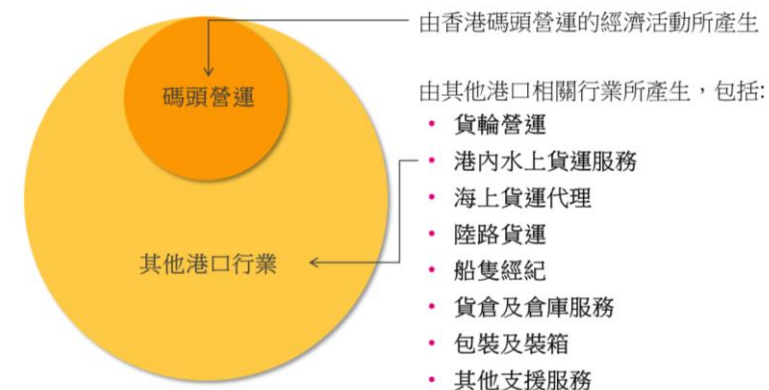 由香港碼頭營運的經濟活動所產生
碼頭營運
由其他港口相關行業所產生，包括:
• 貨輪營運
• 港內水上貨運服務
• 海上貨運代理
• 陸路貨運
其他港口行業
• 船隻經紀
• 貨倉及倉庫服務
• 包裝及裝箱
• 其他支援服務